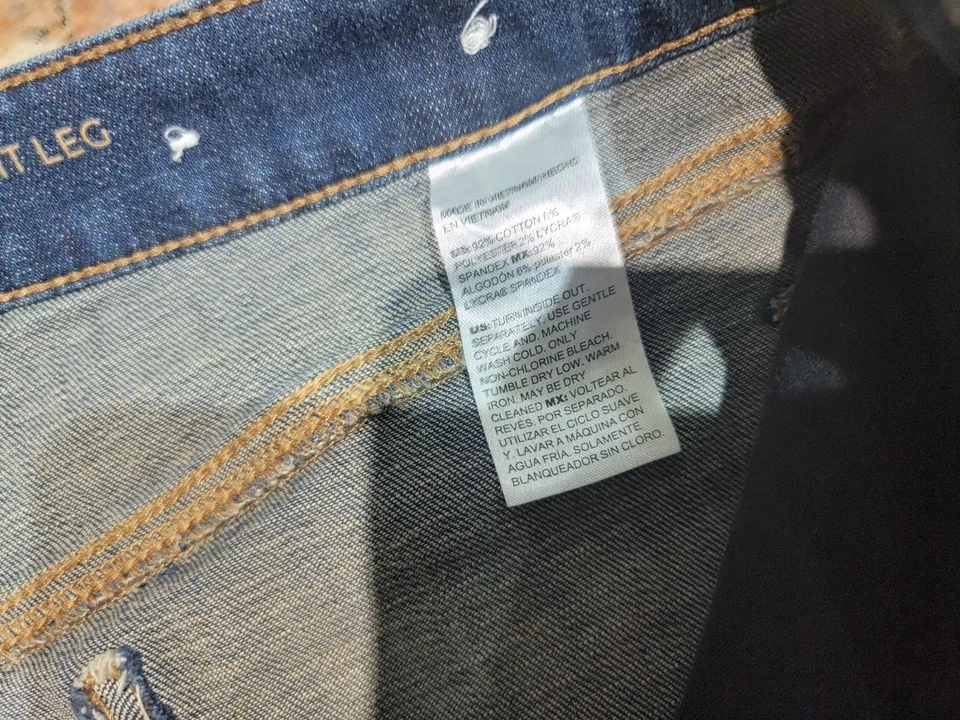 T LEG
MADE IN VIETNAM/HECHO
EN VIETNAM
US: 92% COTTON 6%
POLYESTER 2% LYCRA®
SPANDEX MX: 92%
ALGODÓN 6% poliester 2%
LYCRA® SPANDEX
US: TURN INSIDE OUT.
SEPARATELY. USE GENTLE
CYCLE AND. MACHINE
WASH COLD. ONLY
NON-CHLORINE BLEACH.
TUMBLE DRY LOW. WARM
IRON. MAY BE DRY
CLEANED MX: VOLTEAR AL
REVÉS. POR SEPARADO.
UTILIZAR EL CICLO SUAVE
Y. LAVAR A MÁQUINA CON
AGUA FRÍA. SOLAMENTE
BLANQUEADOR SIN CLORO.